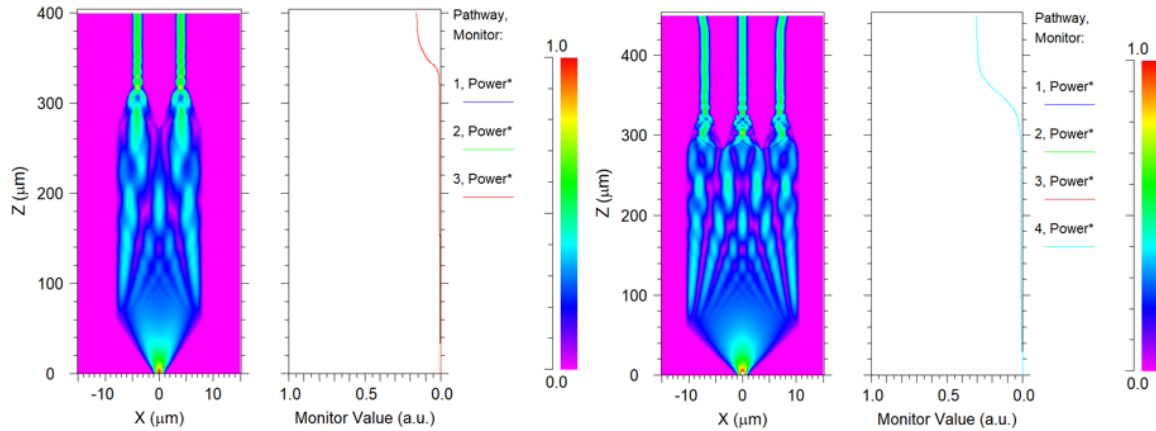 400
300
200
100
0
Z (μm)
-10 0 10
X (μm)
1.0 0.5 0.0
Monitor Value (a.u.)
Pathway,
Monitor:
1, Power*
2, Power*
3, Power*
1.0
0.0
400
300
200
100
0
Z (μm)
-10 0 10
X (μm)
1.0 0.5 0.0
Monitor Value (a.u.)
Pathway,
Monitor:
1, Power*
2, Power*
3, Power*
4, Power*
1.0
0.0